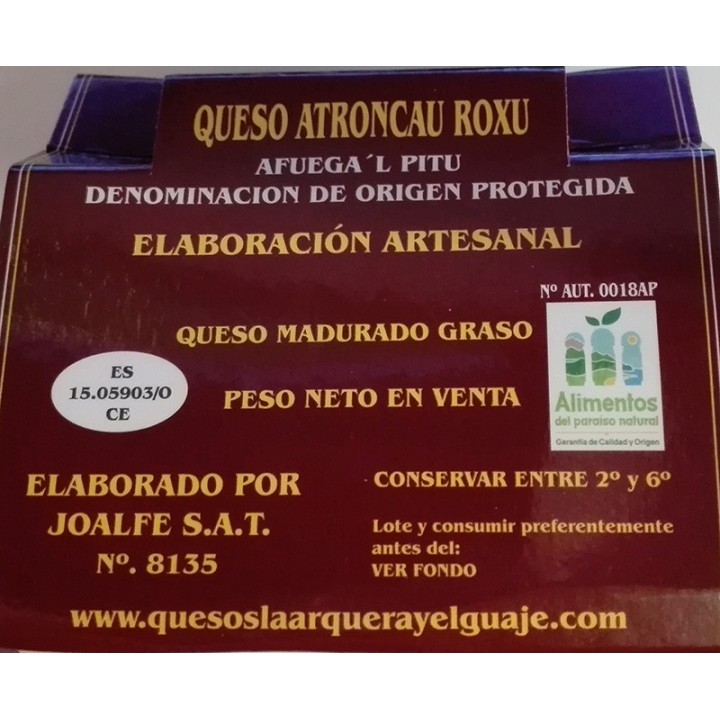 QUESO ATRONCAU ROXU
AFUEGA´L PITU
DENOMINACION DE ORIGEN PROTEGIDA
ELABORACIÓN ARTESANAL
Nº AUT. 0018AP
QUESO MADURADO GRASO
ES
15.05903/O
CE
PESO NETO EN VENTA
Alimentos
del paraíso natural
Garantía de Calidad y Origen
ELABORADO POR
JOALFE S.A.T.
Nº. 8135
CONSERVAR ENTRE 2º y 6º
Lote y consumir preferentemente
antes del:
VER FONDO
www.quesoslaarquerayelguaje.com